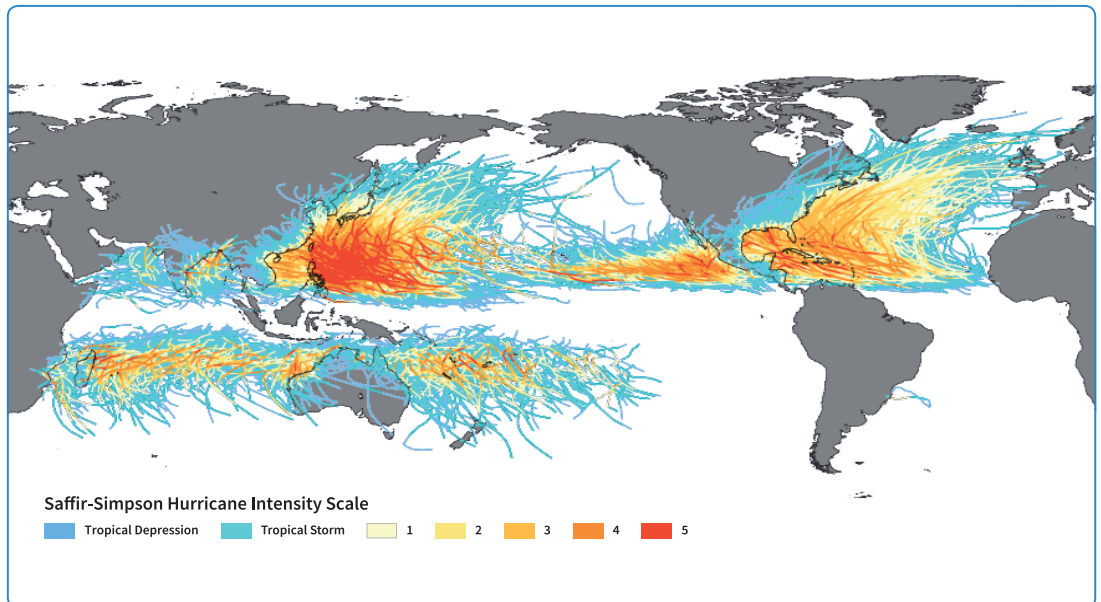 Saffir-Simpson Hurricane Intensity Scale
Tropical Depression Tropical Storm 1 2 3 4 5